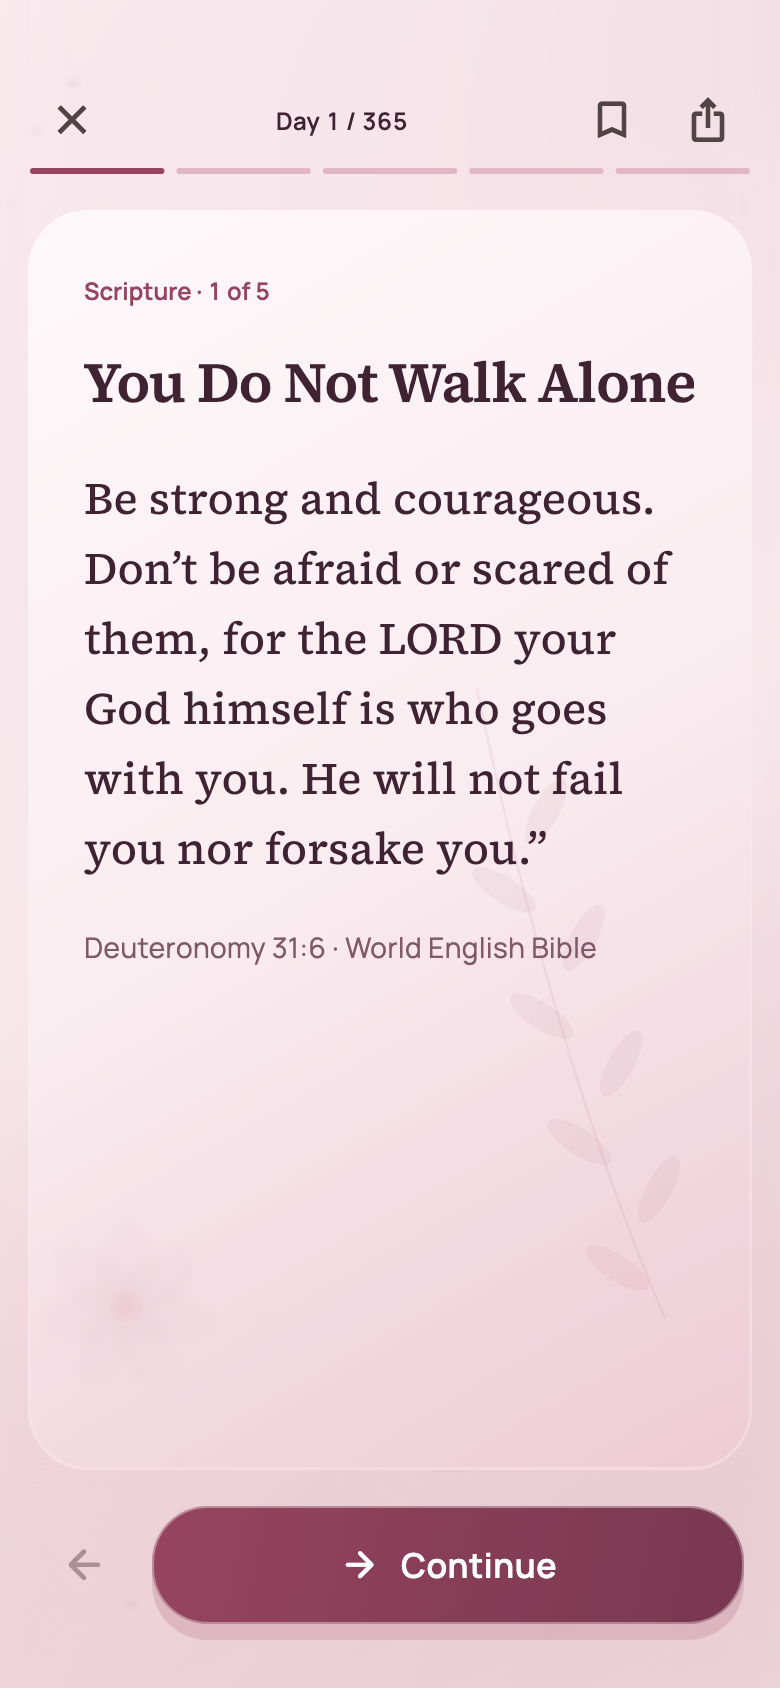 Day 1 / 365
Scripture · 1 of 5
You Do Not Walk Alone
Be strong and courageous.
Don’t be afraid or scared of
them, for the LORD your
God himself is who goes
with you. He will not fail
you nor forsake you.”
Deuteronomy 31:6 · World English Bible
Continue